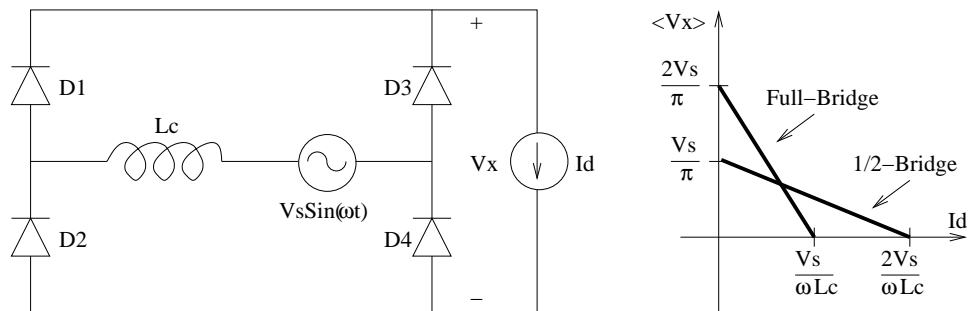 +
D1
D3
Lc
Vx
Id
VsSin(ωt)
D2
D4
−
<Vx>
2Vs
π
Full−Bridge
Vs
π
1/2−Bridge
Id
Vs
ωLc
2Vs
ωLc